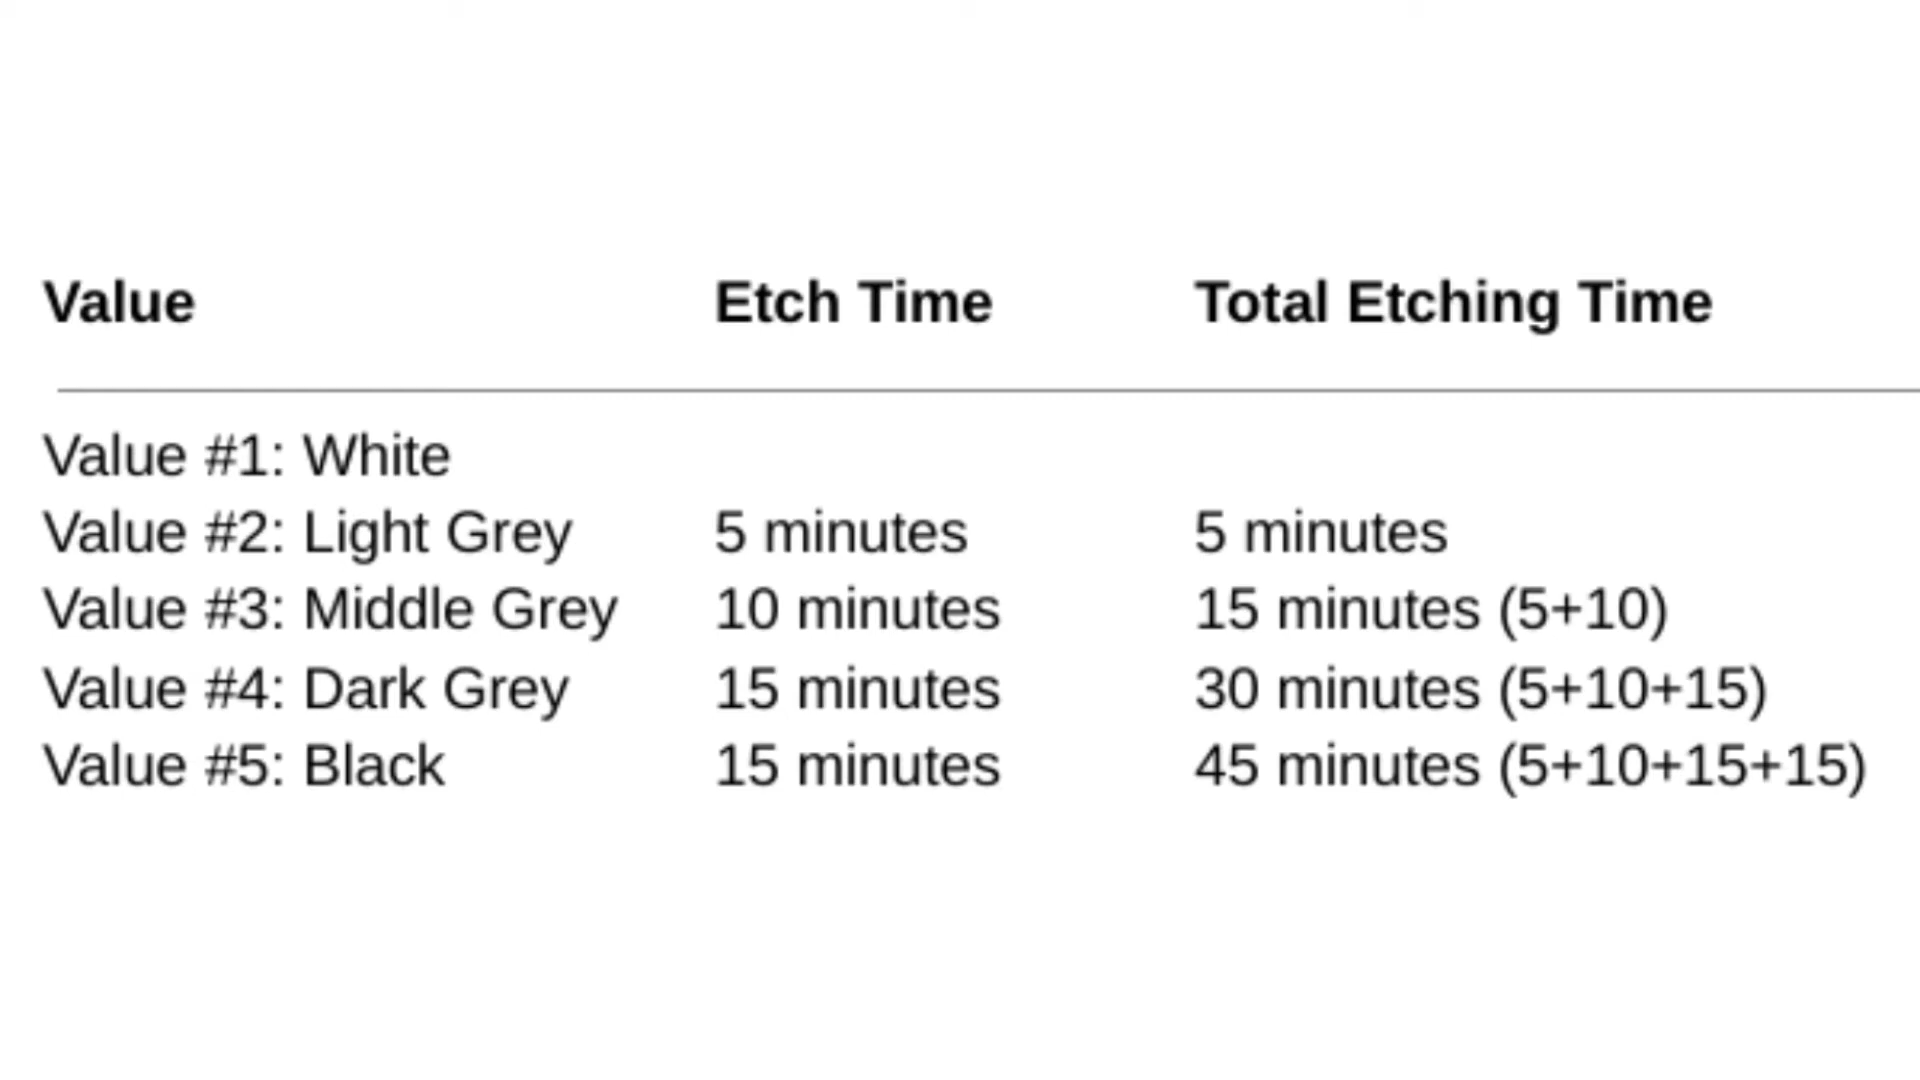 Value Etch Time Total Etching Time
Value #1: White
Value #2: Light Grey 5 minutes 5 minutes
Value #3: Middle Grey 10 minutes 15 minutes (5+10)
Value #4: Dark Grey 15 minutes 30 minutes (5+10+15)
Value #5: Black 15 minutes 45 minutes (5+10+15+15)